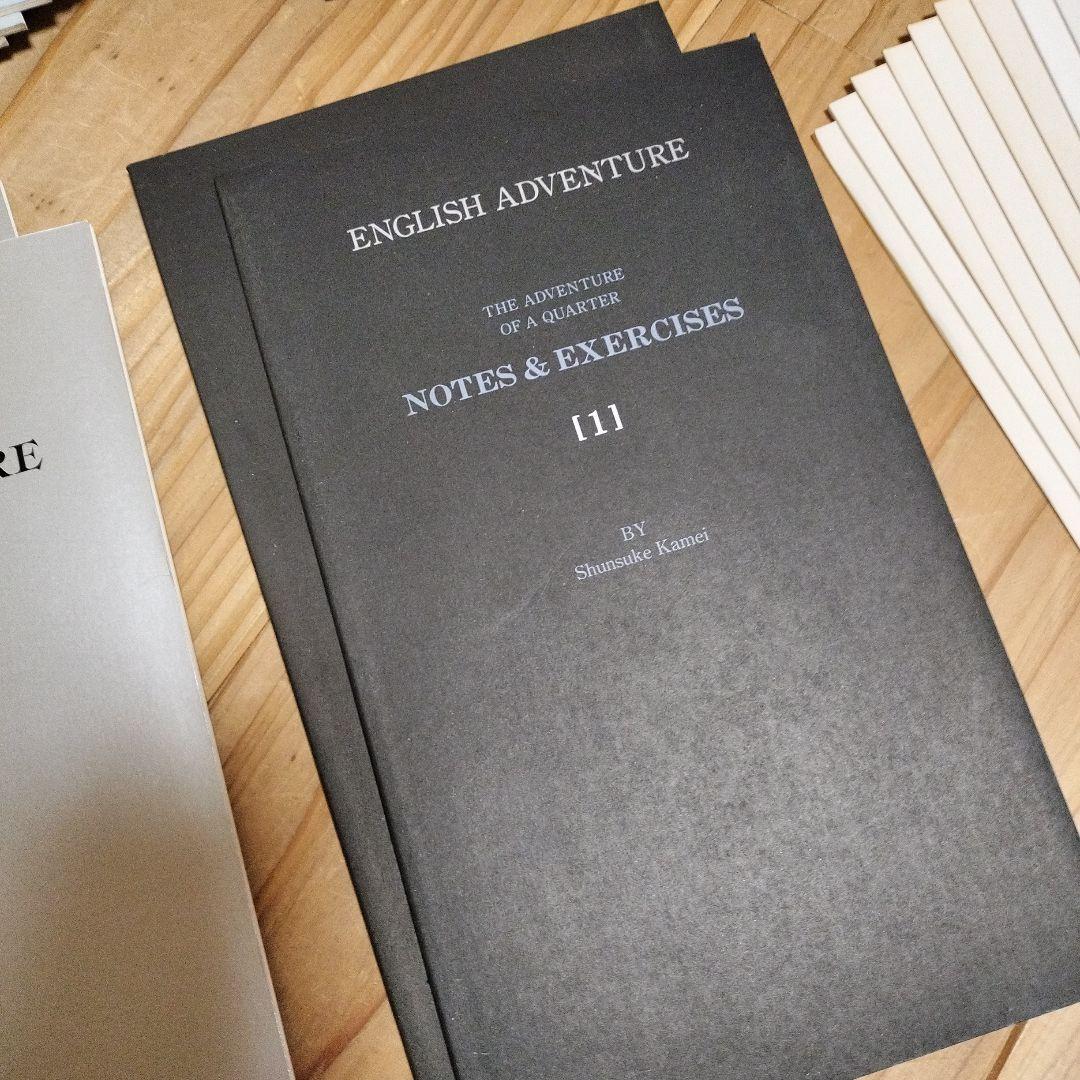 ENGLISH ADVENTURE
THE ADVENTURE
OF A QUARTER
NOTES & EXERCISES
[1]
BY
Shunsuke Kamei
RE